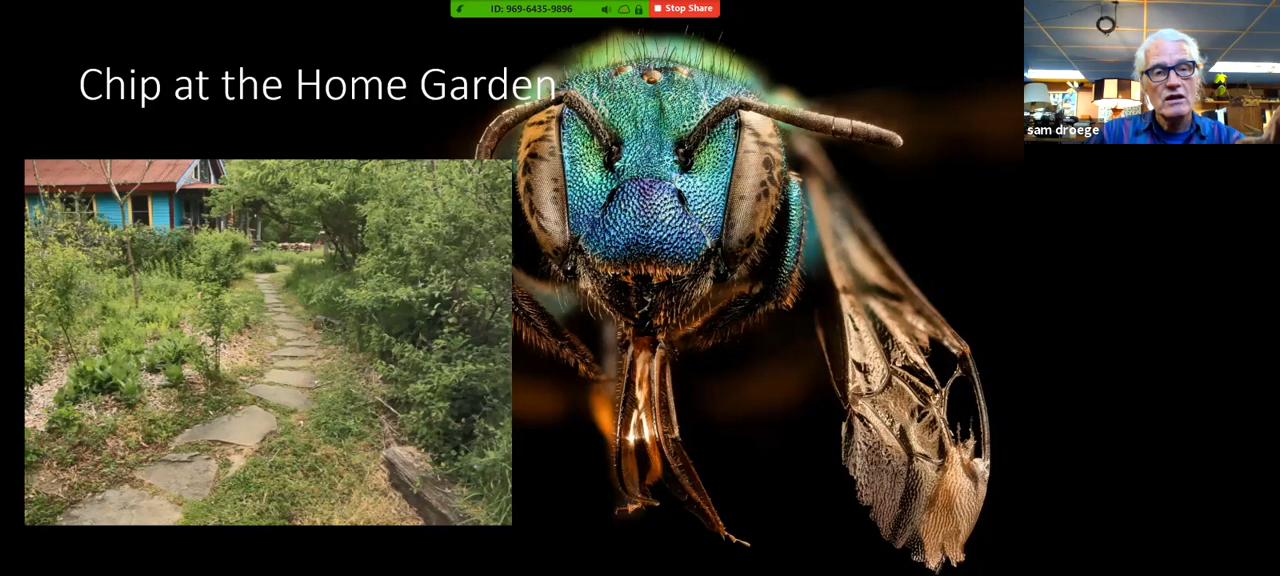 ID: 969-6435-9896
Stop Share
Chip at the Home Garden
sam droege